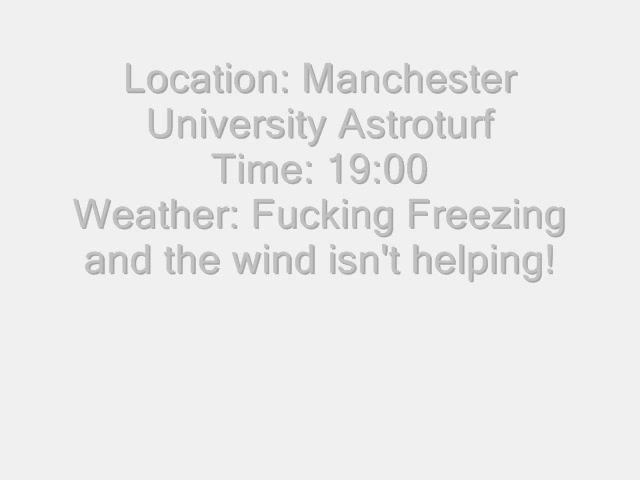 Location: Manchester
University Astroturf
Time: 19:00
Weather: Fucking Freezing
and the wind isn't helping!